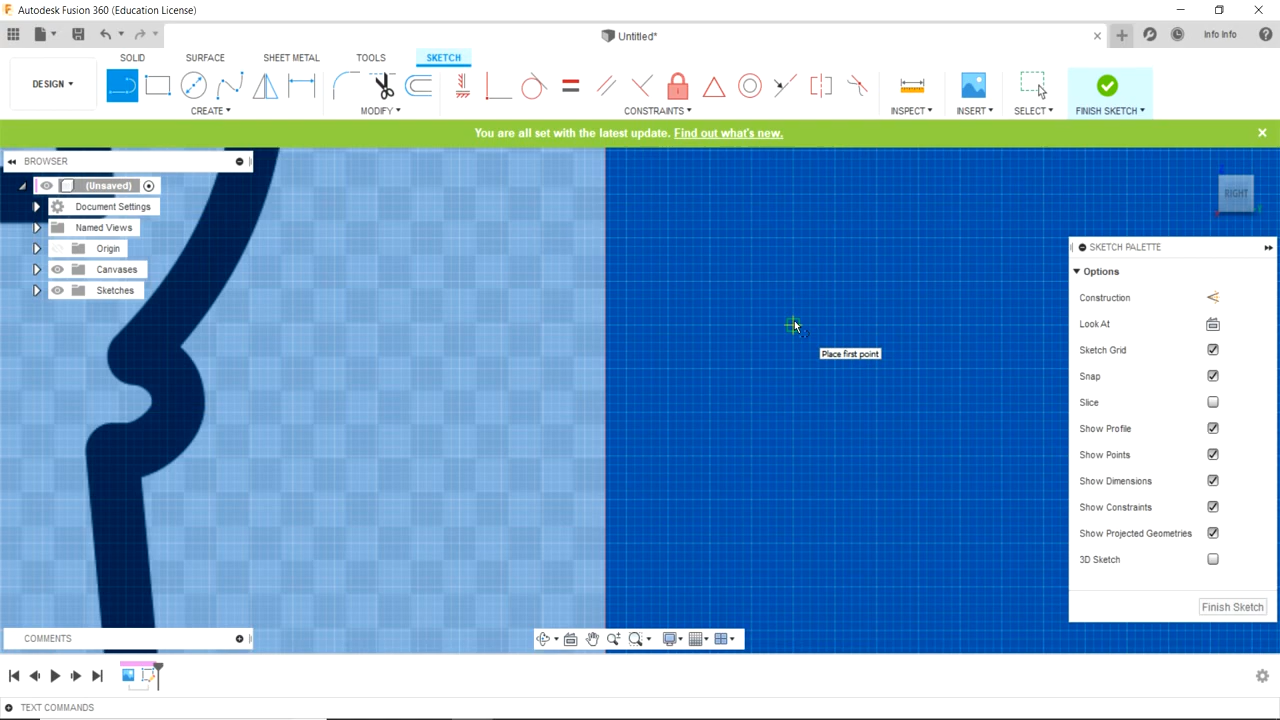 Autodesk Fusion 360 (Education License)
Untitled*
Info Info
DESIGN
SOLID
SURFACE
SHEET METAL
TOOLS
SKETCH
CREATE
MODIFY
CONSTRAINTS
INSPECT
INSERT
SELECT
FINISH SKETCH
You are all set with the latest update. Find out what's new.
BROWSER
(Unsaved)
Document Settings
Named Views
Origin
Canvases
Sketches
RIGHT
Place first point
SKETCH PALETTE
Options
Construction
Look At
Sketch Grid
Snap
Slice
Show Profile
Show Points
Show Dimensions
Show Constraints
Show Projected Geometries
3D Sketch
Finish Sketch
COMMENTS
TEXT COMMANDS